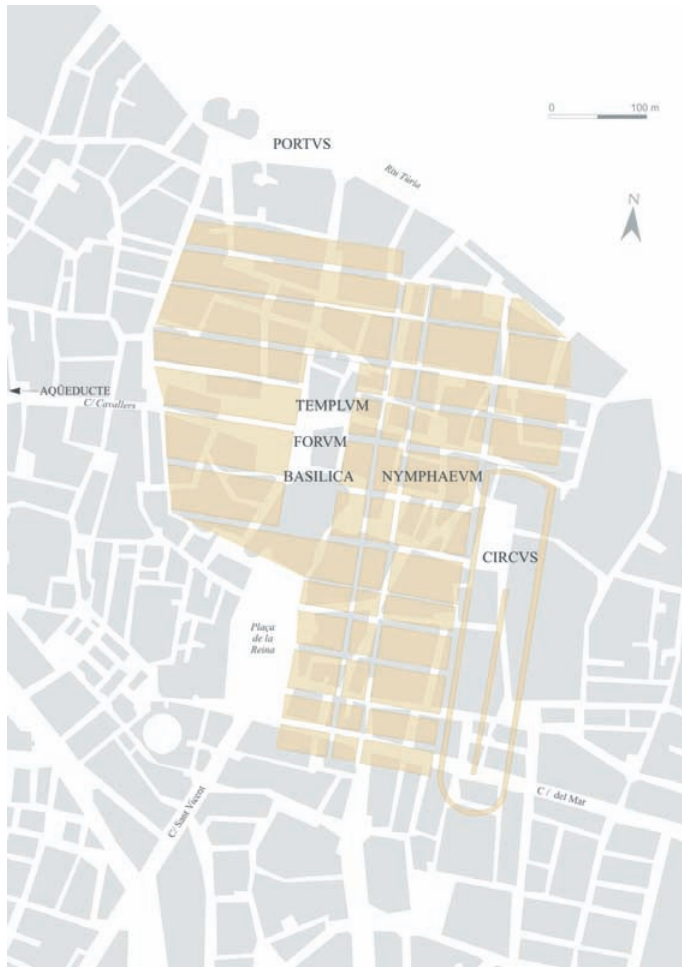 0 100 m
PORTVS
Riu Túria
N
AQÜEDUCTE
C/ Cavallers
TEMPLVM
FORVM
BASILICA
NYMPHAEVM
CIRCVS
Plaça
de la
Reina
C/ Sant Vicent
C/ del Mar